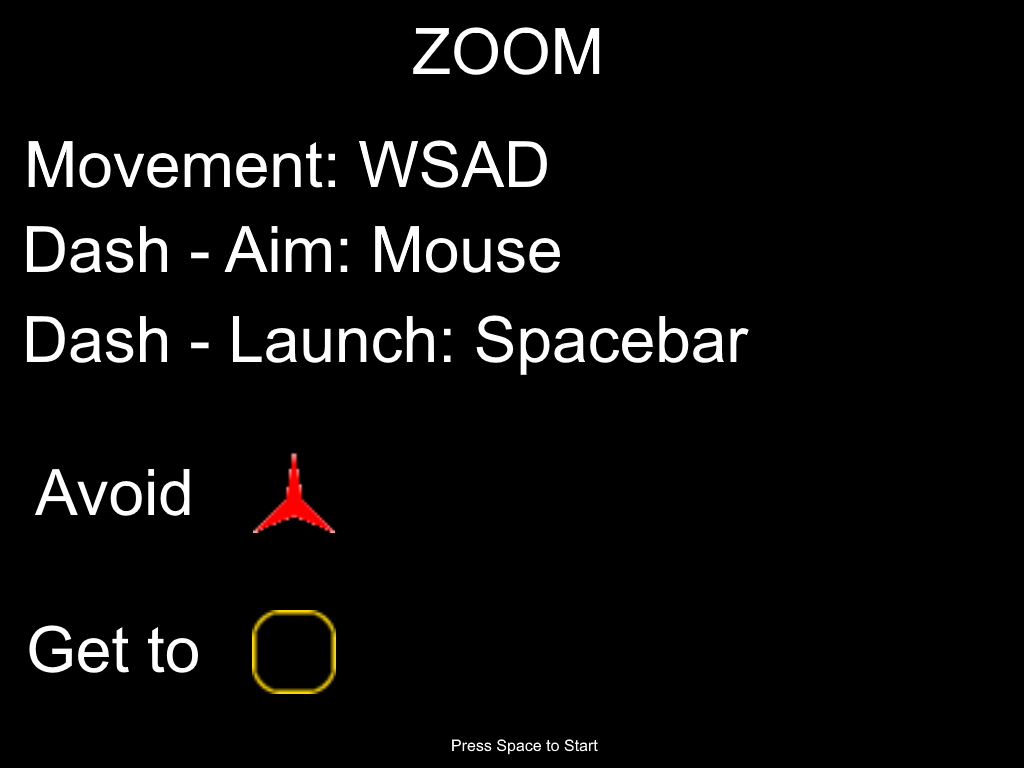 ZOOM
Movement: WSAD
Dash - Aim: Mouse
Dash - Launch: Spacebar
Avoid
Get to
Press Space to Start